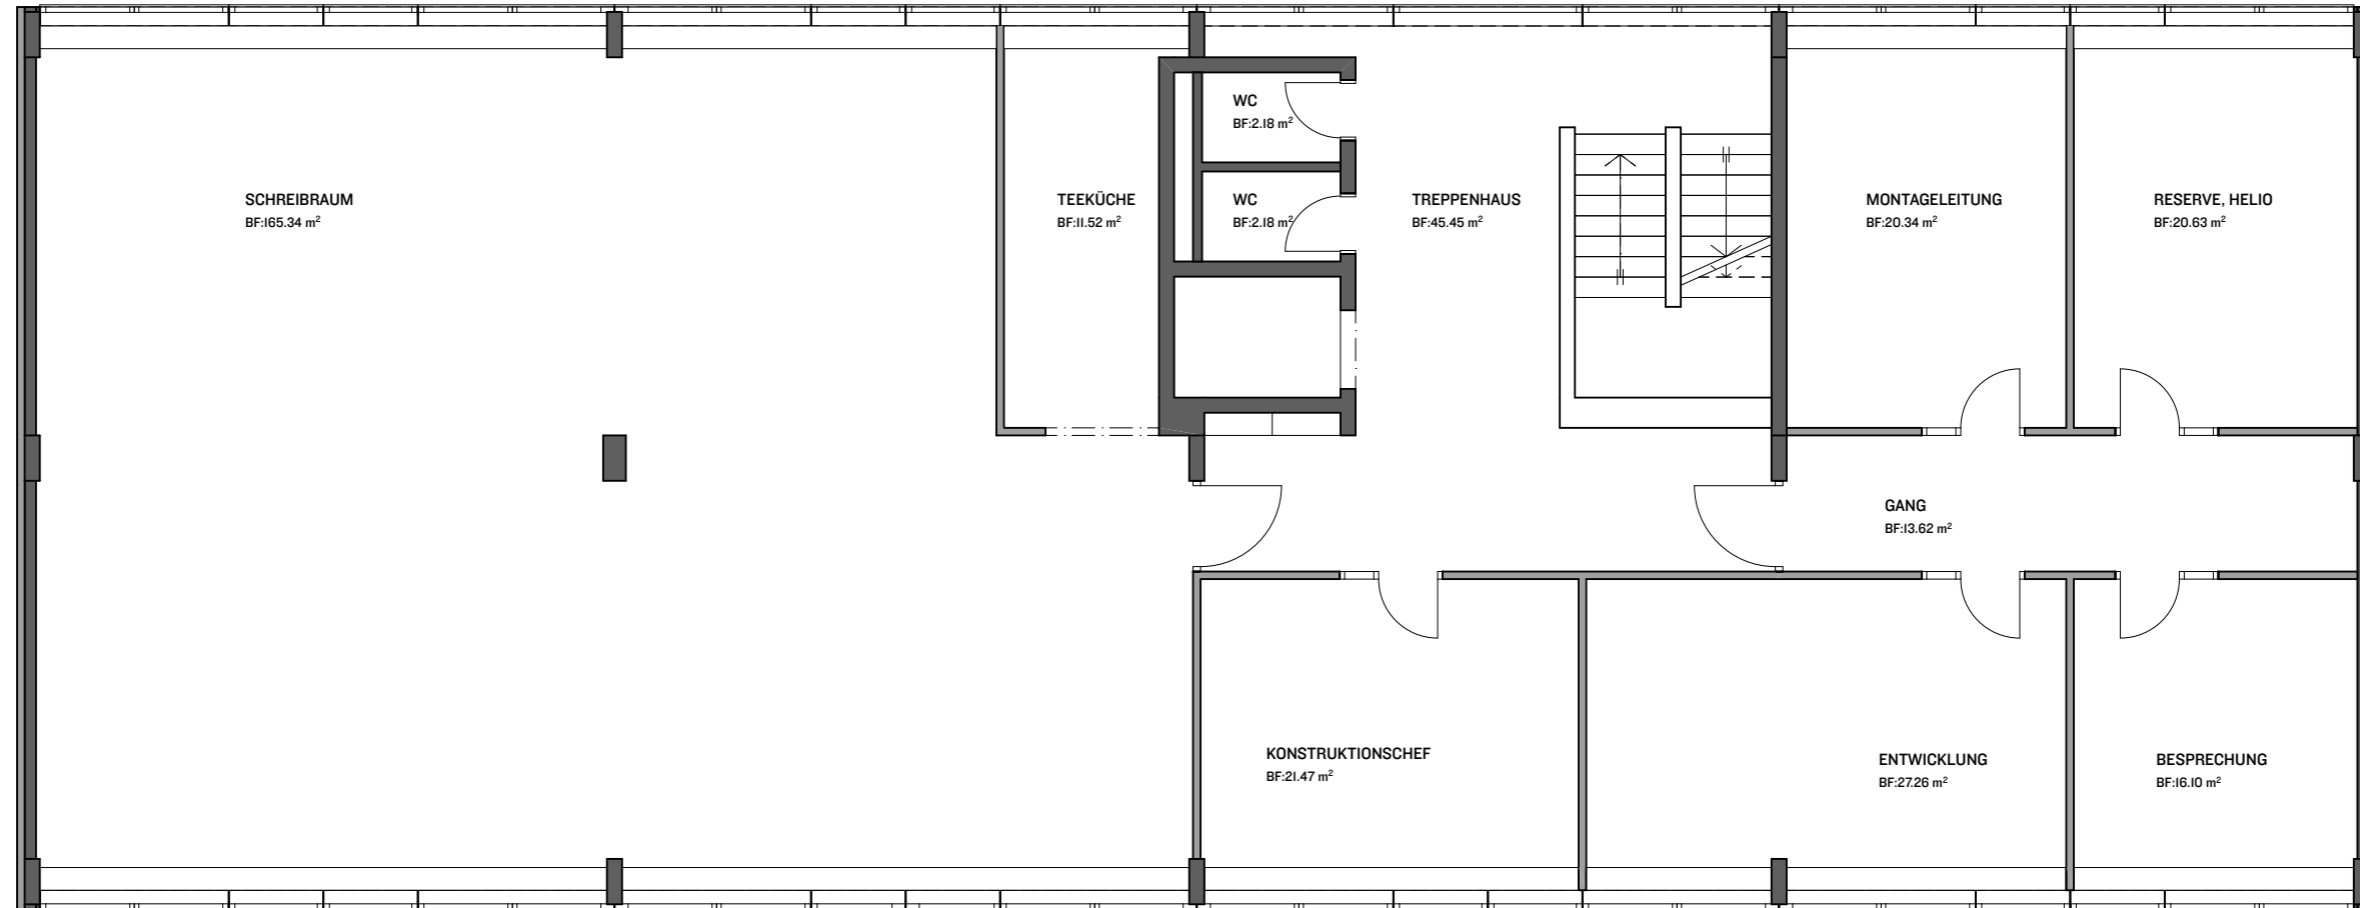 WC
BF:2.18 m²
SCHREIBRAUM
BF:165.34 m²
TEEKÜCHE
BF:11.52 m²
WC
BF:2.18 m²
TREPPENHAUS
BF:45.45 m²
MONTAGELEITUNG
BF:20.34 m²
RESERVE, HELIO
BF:20.63 m²
GANG
BF:13.62 m²
KONSTRUKTIONSCHEF
BF:21.47 m²
ENTWICKLUNG
BF:27.26 m²
BESPRECHUNG
BF:16.10 m²